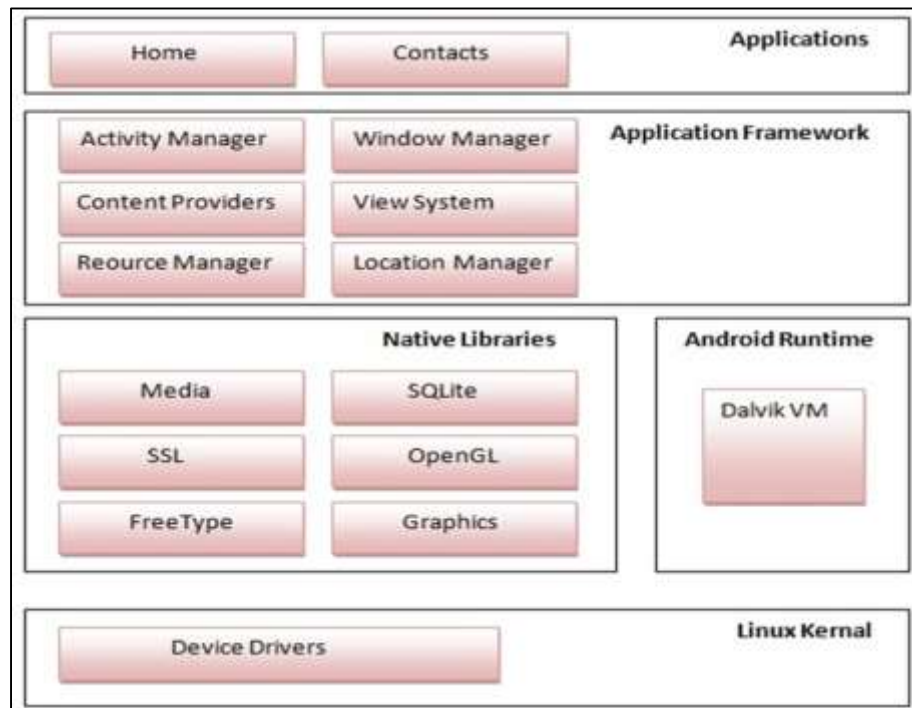 Applications
Home
Contacts
Application Framework
Activity Manager
Window Manager
Content Providers
View System
Reource Manager
Location Manager
Native Libraries
Media
SQLite
SSL
OpenGL
FreeType
Graphics
Android Runtime
Dalvik VM
Linux Kernal
Device Drivers